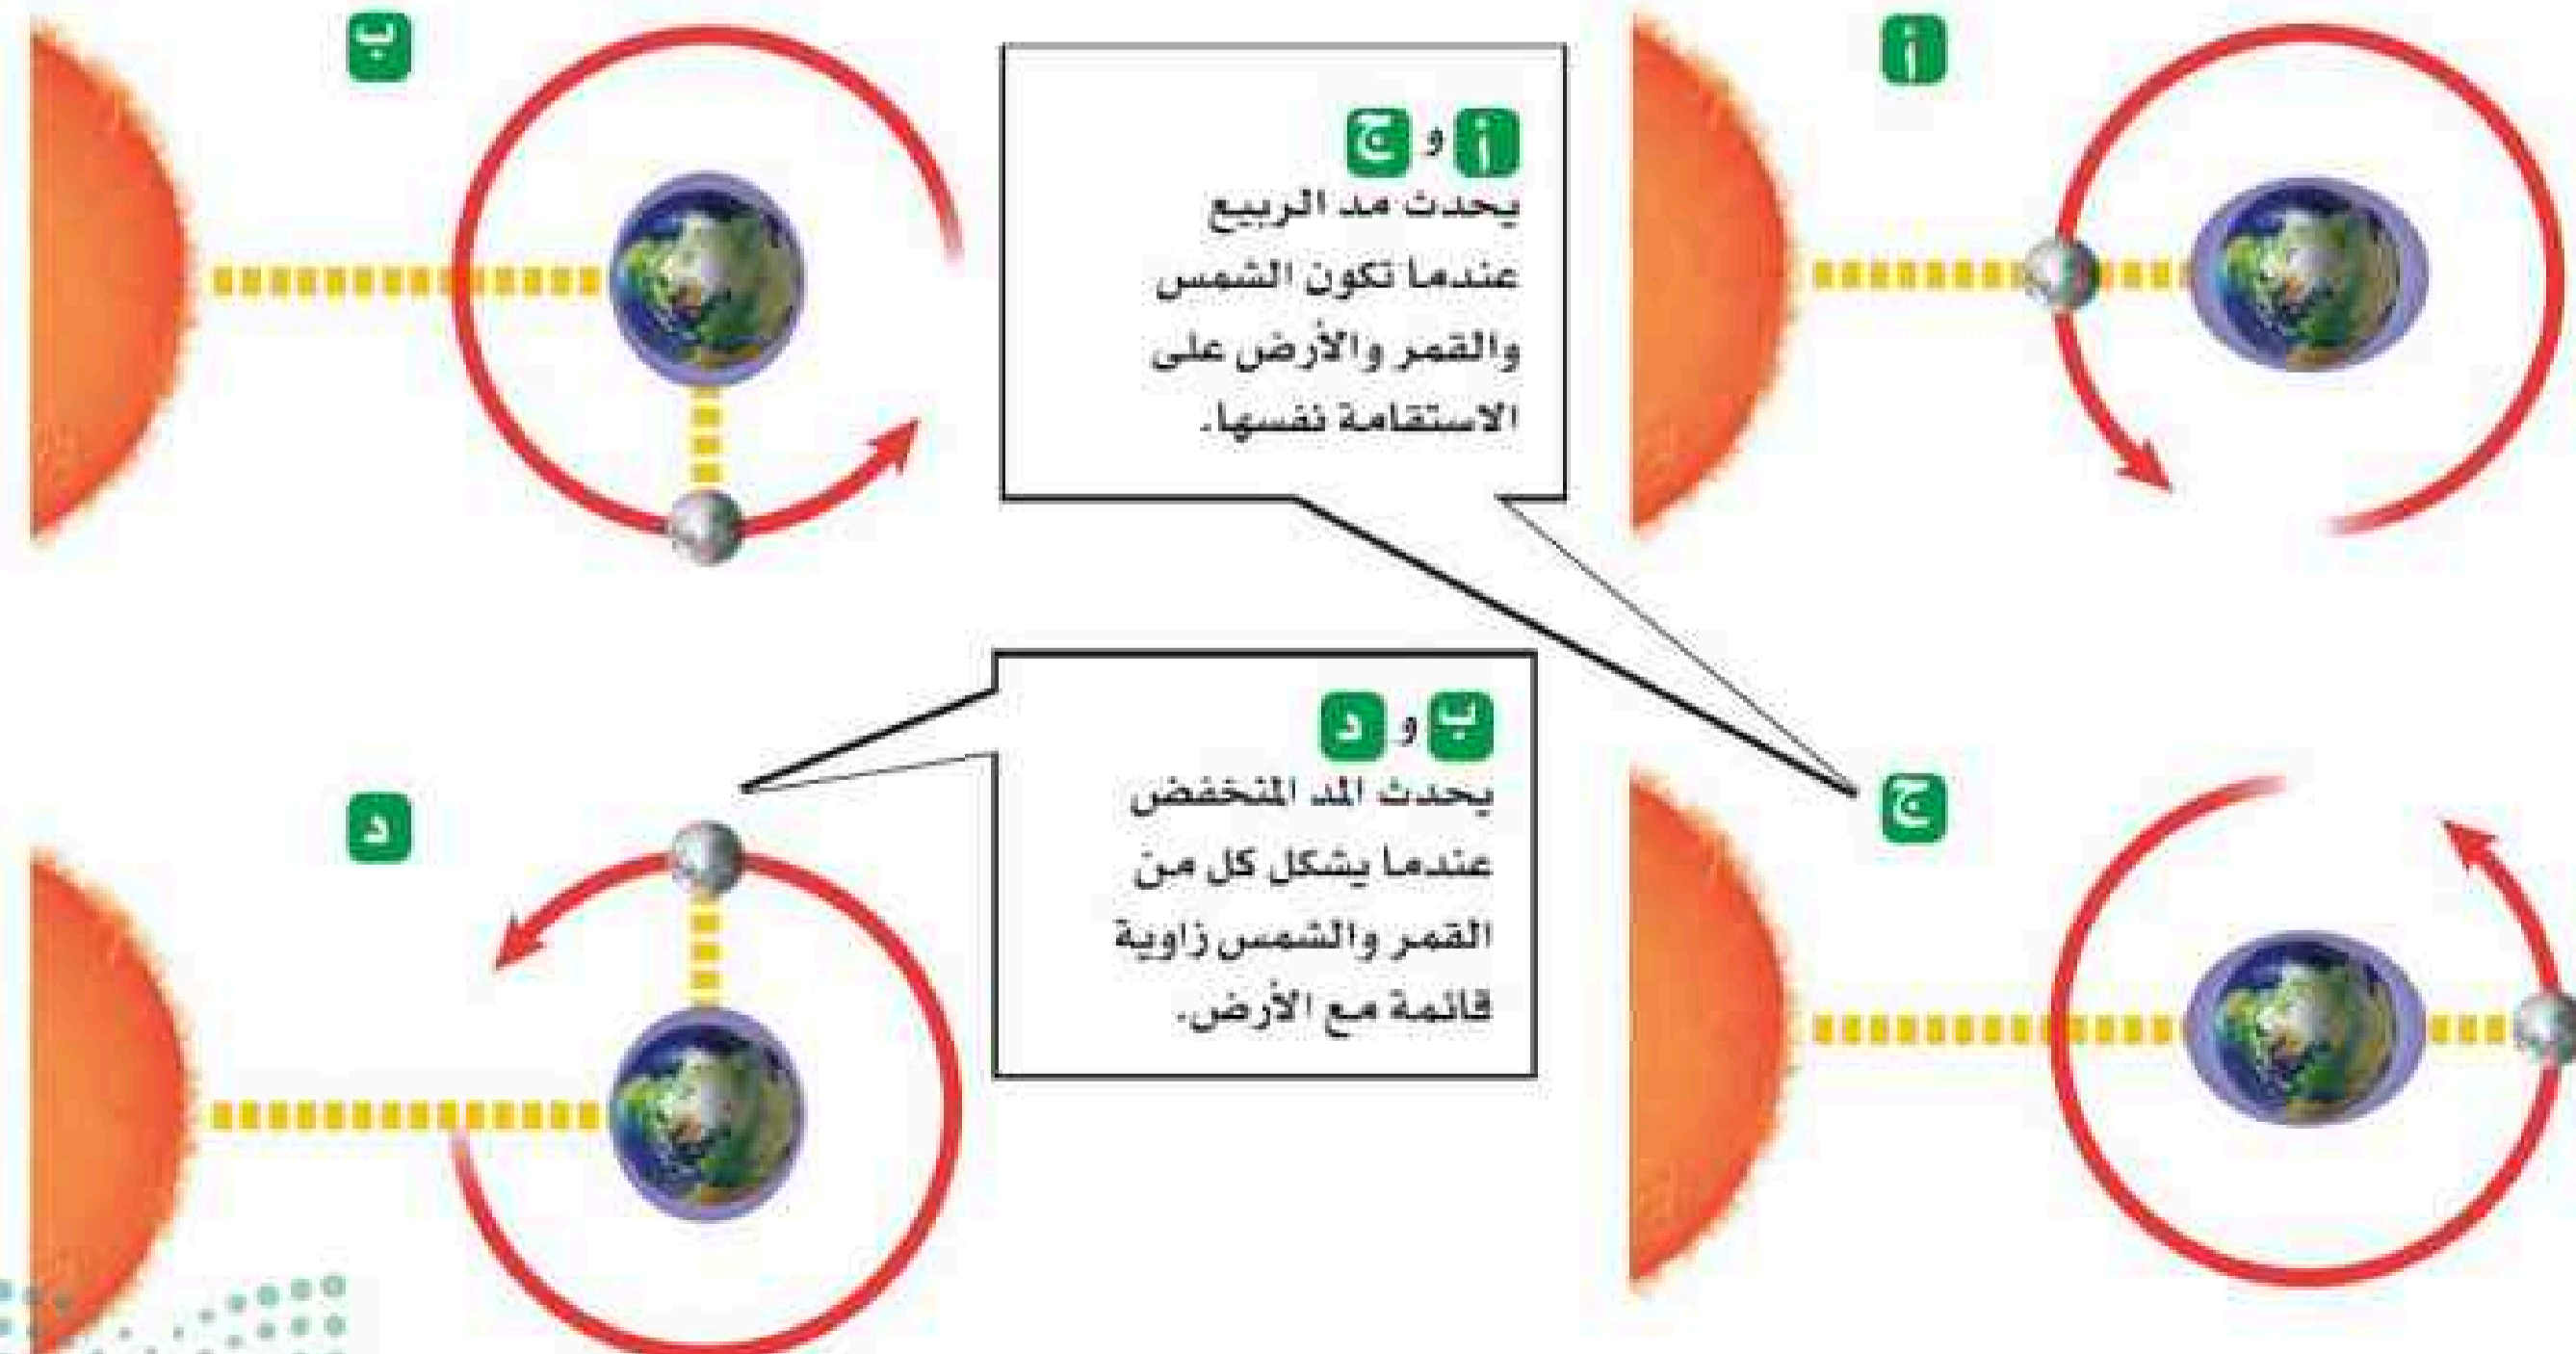 أ
ب
أ و ج
يحدث مد الربيع
عندما تكون الشمس
والقمر والأرض على
الاستقامة نفسها.
ب و د
يحدث المد المنخفض
عندما يشكل كل من
القمر والشمس زاوية
قائمة مع الأرض.
ج
د